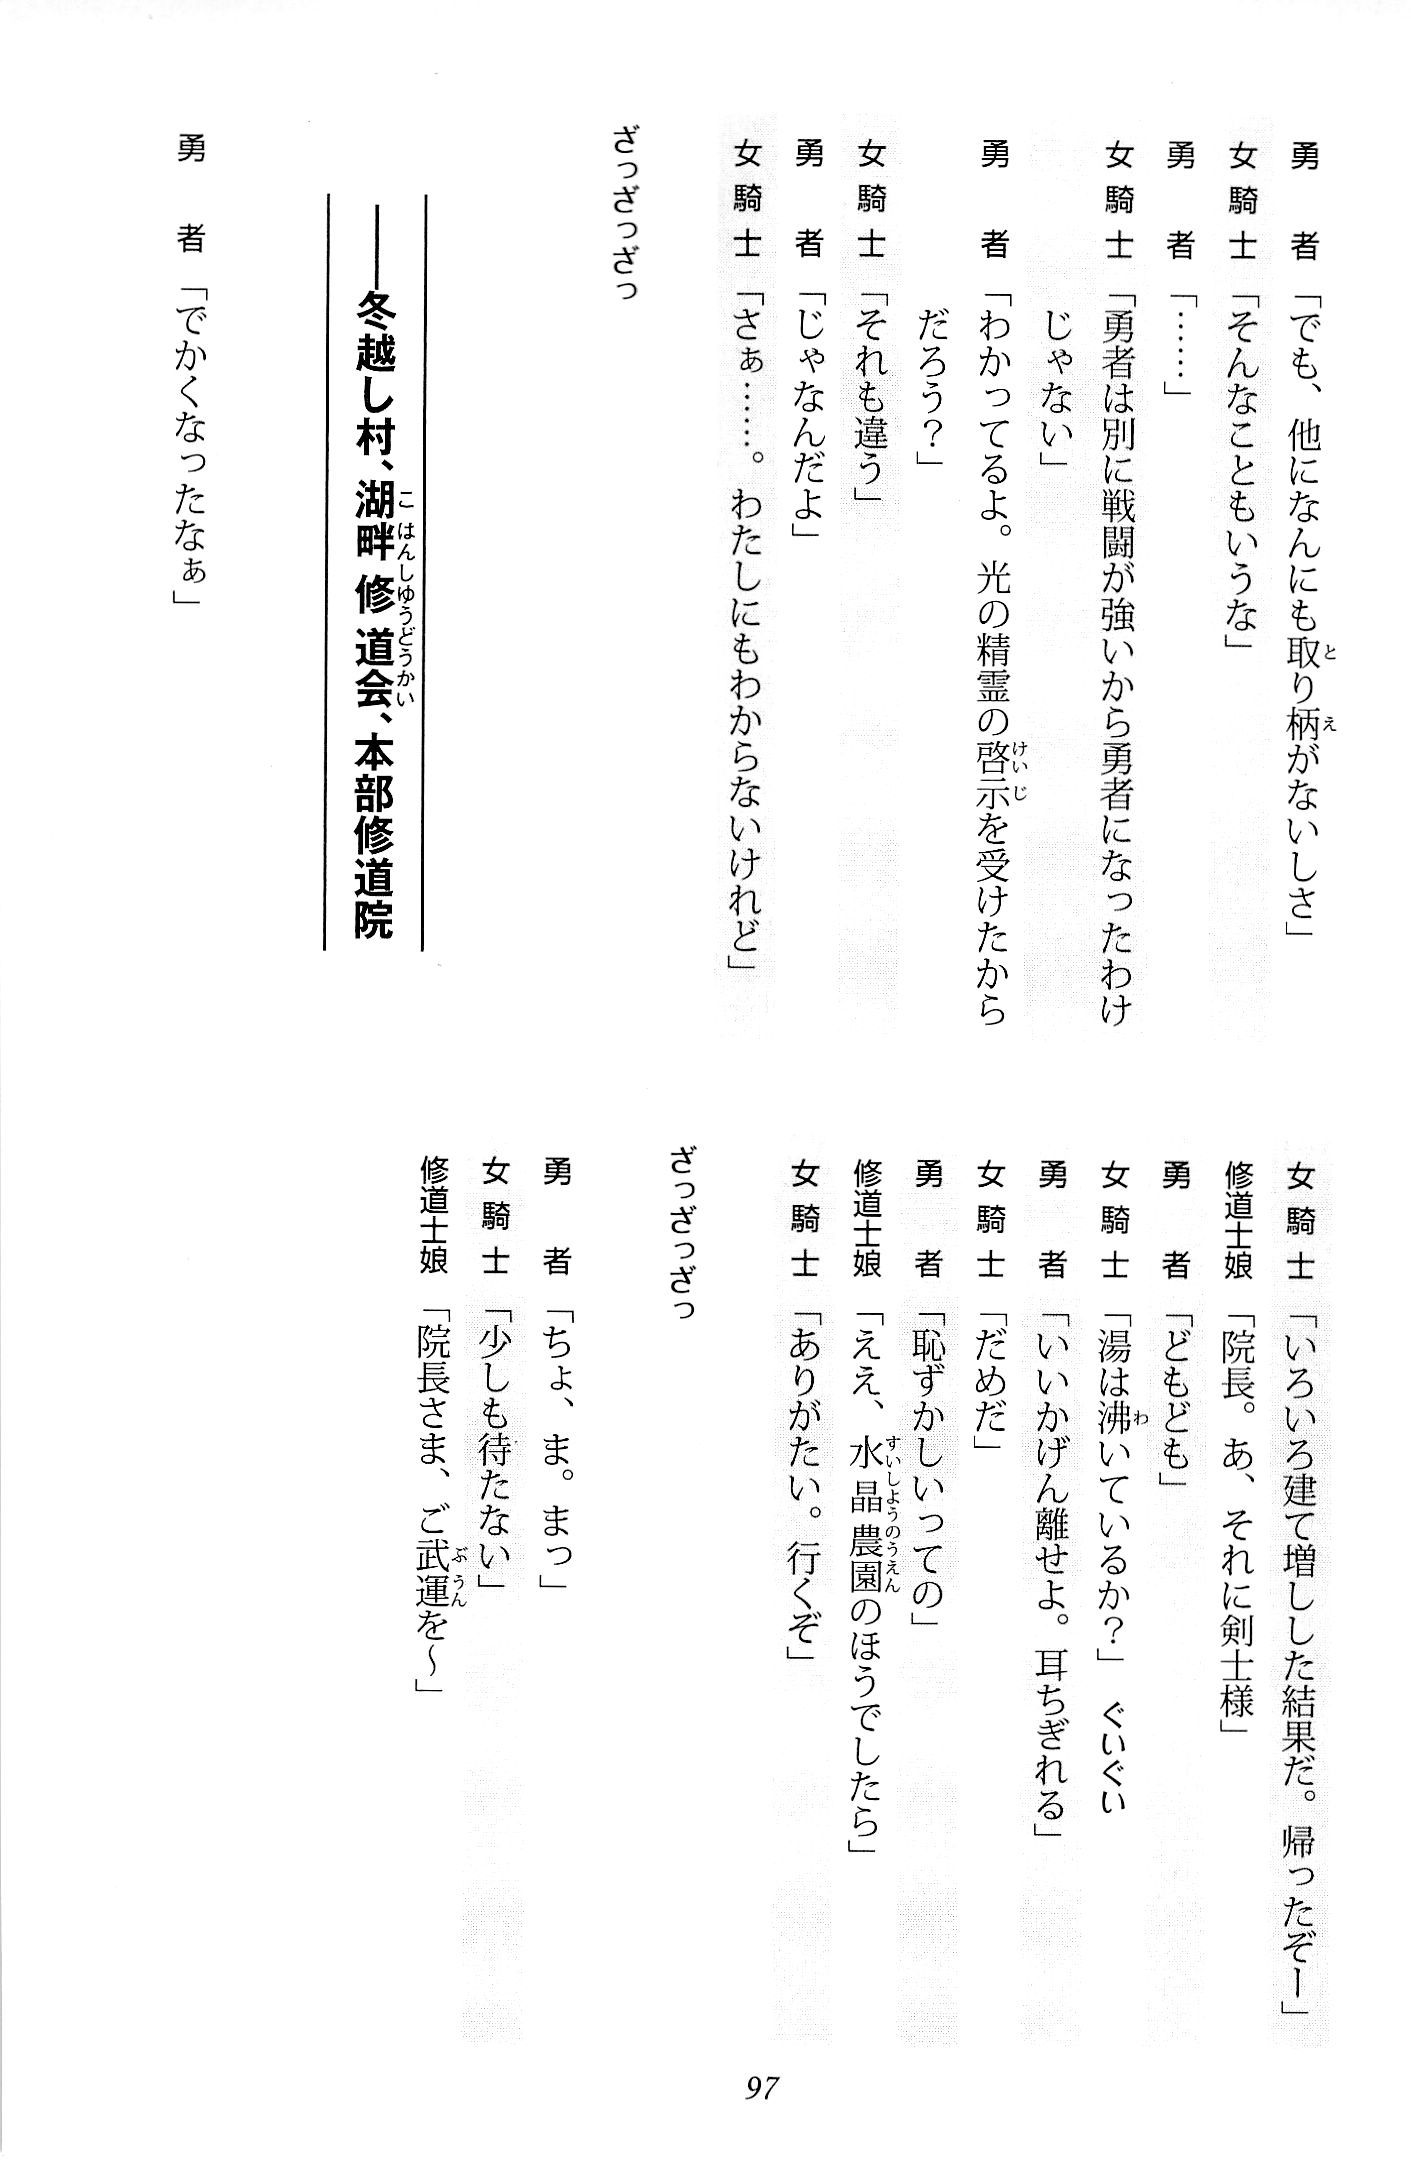 勇者「でも、他になんにも取り柄がないしさ」
女騎士「そんなこともいうな」
勇者「……」
女騎士「勇者は別に戦闘が強いから勇者になったわけ
じゃない」
勇者「わかってるよ。光の精霊の啓示を受けたから
だろう？」
女騎士「それも違う」
勇者「じゃなんだよ」
女騎士「さぁ……。わたしにもわからないけれど」
ざっざっざっ
――冬越し村、湖畔修道会、本部修道院
勇者「でかくなったなぁ」
女騎士「いろいろ建て増しした結果だ。帰ったぞー」
修道士娘「院長。あ、それに剣士様」
勇者「どもども」
女騎士「湯は沸いているか？」ぐいぐい
勇者「いいかげん離せよ。耳ちぎれる」
女騎士「だめだ」
勇者「恥ずかしいっての」
修道士娘「ええ、水晶農園のほうでしたら」
女騎士「ありがたい。行くぞ」
ざっざっざっ
勇者「ちょ、ま。まっ」
女騎士「少しも待たない」
修道士娘「院長さま、ご武運を～」
97